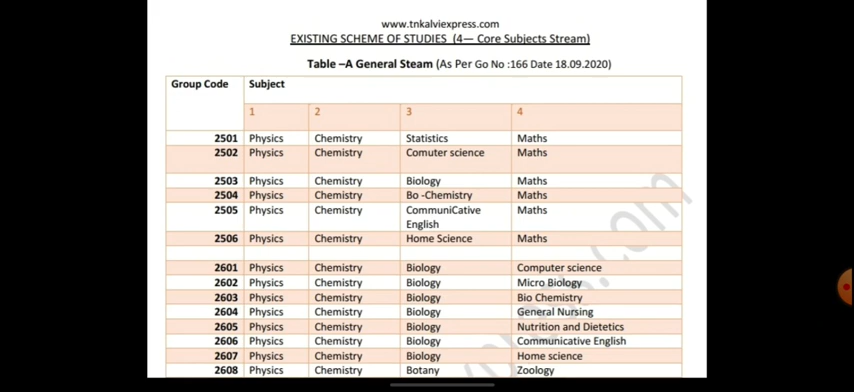 www.tnkalviexpress.com
EXISTING SCHEME OF STUDIES (4— Core Subjects Stream)
Table –A General Steam (As Per Go No :166 Date 18.09.2020)
Group Code Subject
1 2 3 4
2501 Physics Chemistry Statistics Maths
2502 Physics Chemistry Comuter science Maths
2503 Physics Chemistry Biology Maths
2504 Physics Chemistry Bo -Chemistry Maths
2505 Physics Chemistry CommuniCative Maths
English
2506 Physics Chemistry Home Science Maths
2601 Physics Chemistry Biology Computer science
2602 Physics Chemistry Biology Micro Biology
2603 Physics Chemistry Biology Bio Chemistry
2604 Physics Chemistry Biology General Nursing
2605 Physics Chemistry Biology Nutrition and Dietetics
2606 Physics Chemistry Biology Communicative English
2607 Physics Chemistry Biology Home science
2608 Physics Chemistry Botany Zoology